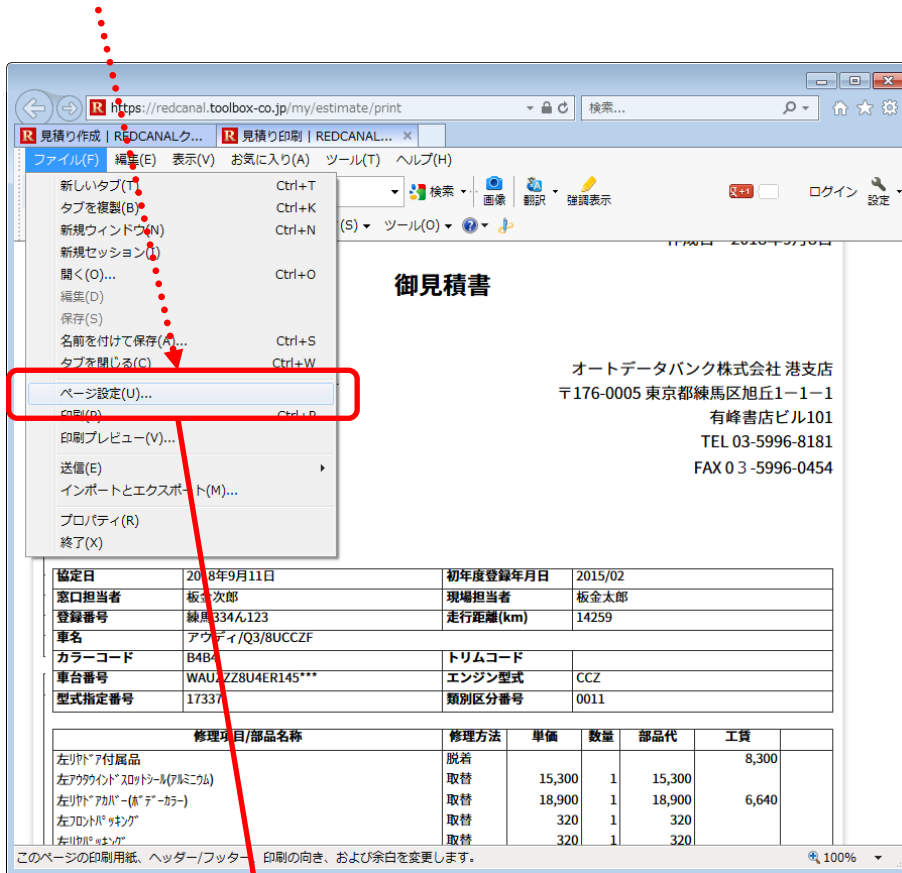 https://redcanal.toolbox-co.jp/my/estimate/print 検索...
見積り作成 | REDCANALク... 見積り印刷 | REDCANAL...
ファイル(F) 編集(E) 表示(V) お気に入り(A) ツール(T) ヘルプ(H)
新しいタブ(T) Ctrl+T
検索 画像 翻訳 強調表示 ログイン 設定
タブを複製(B) Ctrl+K
新規ウィンドウ(N) Ctrl+N
(S) ツール(O)
新規セッション(I)
作成日 2018年9月8日
開く(O)... Ctrl+O
御見積書
編集(D)
保存(S)
名前を付けて保存(A)... Ctrl+S
タブを閉じる(C) Ctrl+W
オートデータバンク株式会社 港支店
ページ設定(U)...
〒176-0005 東京都練馬区旭丘1ー1ー1
印刷(P) Ctrl+P
有峰書店ビル101
印刷プレビュー(V)...
TEL 03-5996-8181
送信(E)
FAX 0３-5996-0454
インポートとエクスポート(M)...
プロパティ(R)
終了(X)
協定日 2018年9月11日 初年度登録年月日 2015/02
窓口担当者 板金次郎 現場担当者 板金太郎
登録番号 練馬334ん123 走行距離(km) 14259
車名 アウディ/Q3/8UCCZF
カラーコード B4B4 トリムコード
車台番号 WAUZZZ8U4ER145*** エンジン型式 CCZ
型式指定番号 17337 類別区分番号 0011
修理項目/部品名称 修理方法 単価 数量 部品代 工賃
左リヤﾄﾞｱ付属品 脱着 8,300
左ｱｳﾀｳｲﾝﾄﾞｽﾛｯﾄｼｰﾙ(ｱﾙﾐﾆｳﾑ) 取替 15,300 1 15,300
左ﾘﾔﾄﾞｱｶﾊﾞｰ(ﾎﾞﾃﾞｰｶﾗｰ) 取替 18,900 1 18,900 6,640
左ﾌﾛﾝﾄﾊﾟｯｷﾝｸﾞ 取替 320 1 320
左ﾘﾔﾊﾟｯｷﾝｸﾞ 取替 320 1 320
このページの印刷用紙、ヘッダー/フッター、印刷の向き、および余白を変更します。 100%